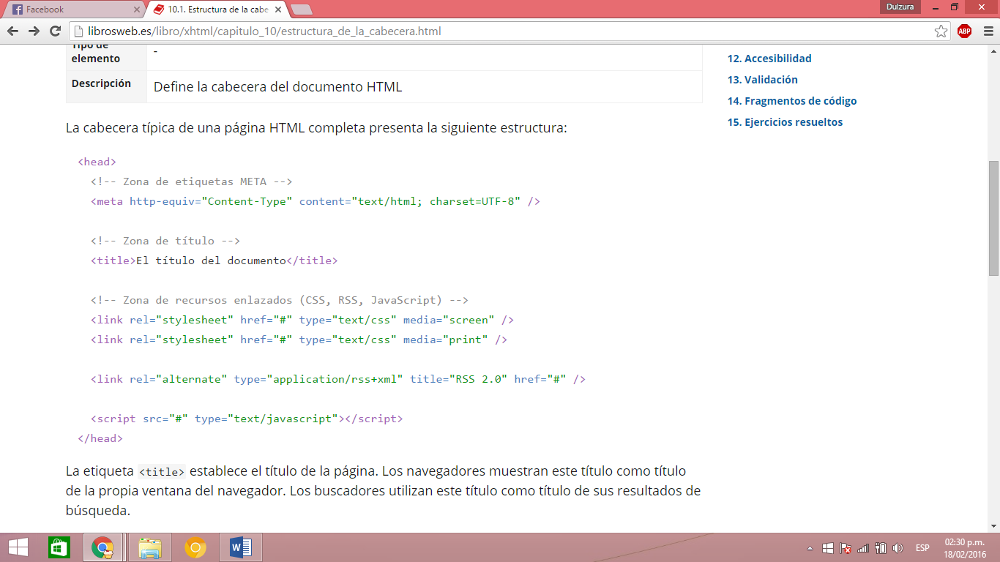 Facebook
10.1. Estructura de la cabe
Dulzura
librosweb.es/libro/xhtml/capitulo_10/estructura_de_la_cabecera.html
ABP
Tipo de
elemento
-
Descripción
Define la cabecera del documento HTML
12. Accesibilidad
13. Validación
14. Fragmentos de código
15. Ejercicios resueltos
La cabecera típica de una página HTML completa presenta la siguiente estructura:
<head>
<!-- Zona de etiquetas META -->
<meta http-equiv="Content-Type" content="text/html; charset=UTF-8" />
<!-- Zona de título -->
<title>El título del documento</title>
<!-- Zona de recursos enlazados (CSS, RSS, JavaScript) -->
<link rel="stylesheet" href="#" type="text/css" media="screen" />
<link rel="stylesheet" href="#" type="text/css" media="print" />
<link rel="alternate" type="application/rss+xml" title="RSS 2.0" href="#" />
<script src="#" type="text/javascript"></script>
</head>
La etiqueta <title> establece el título de la página. Los navegadores muestran este título como título
de la propia ventana del navegador. Los buscadores utilizan este título como título de sus resultados de
búsqueda.
ESP
02:30 p.m.
18/02/2016